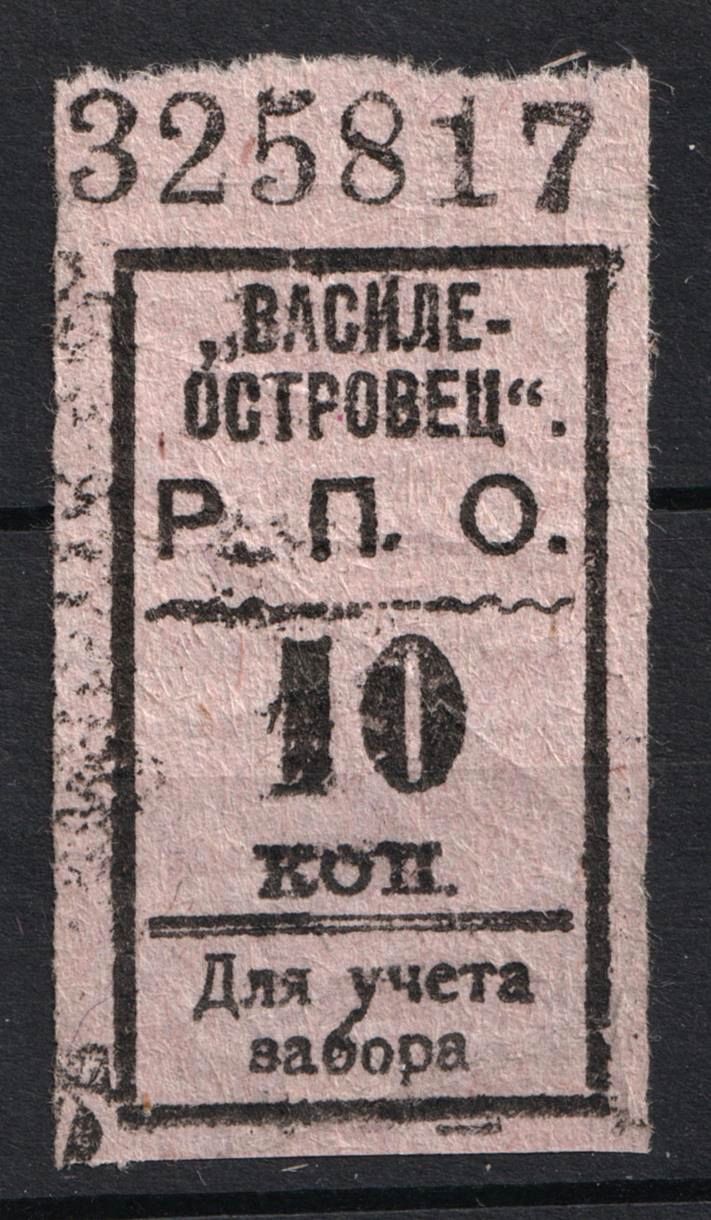 325817
„ВАСИЛЕ-
ОСТРОВЕЦ“.
Р. П. О.
10
коп.
Для учета
забора